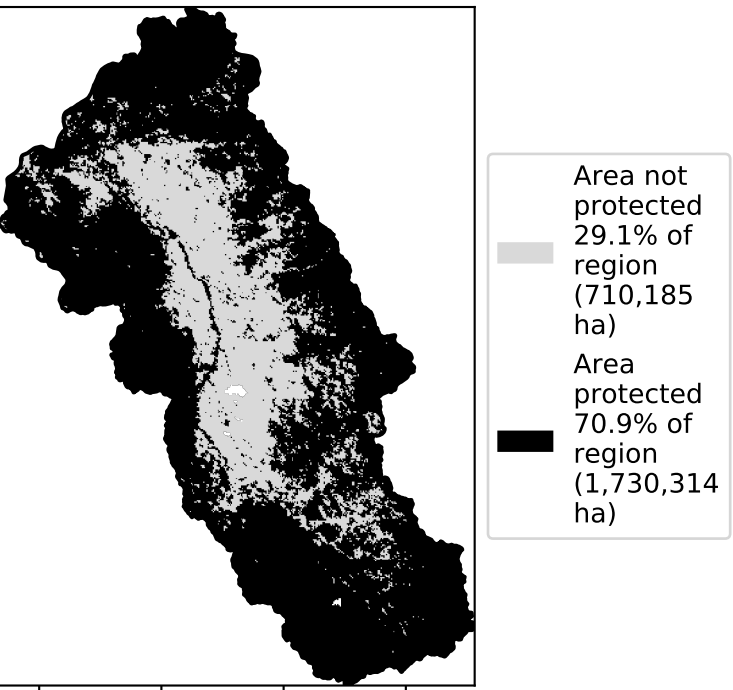 Area not
protected
29.1% of
region
(710,185
ha)
Area
protected
70.9% of
region
(1,730,314
ha)